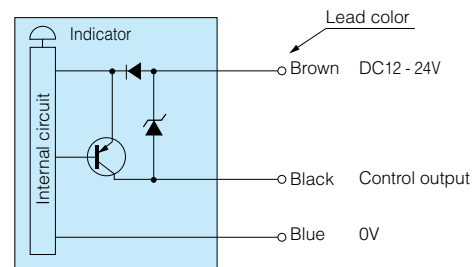 Lead color
Indicator
Brown DC12 - 24V
Internal circuit
Black Control output
Blue 0V